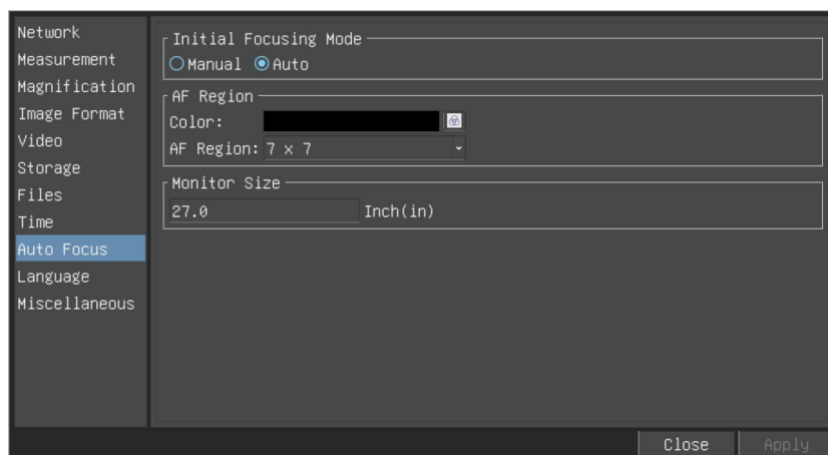 Network
Measurement
Magnification
Image Format
Video
Storage
Files
Time
Auto Focus
Language
Miscellaneous
Initial Focusing Mode
Manual Auto
AF Region
Color:
AF Region: 7 x 7
Monitor Size
27.0 Inch(in)
Close Apply